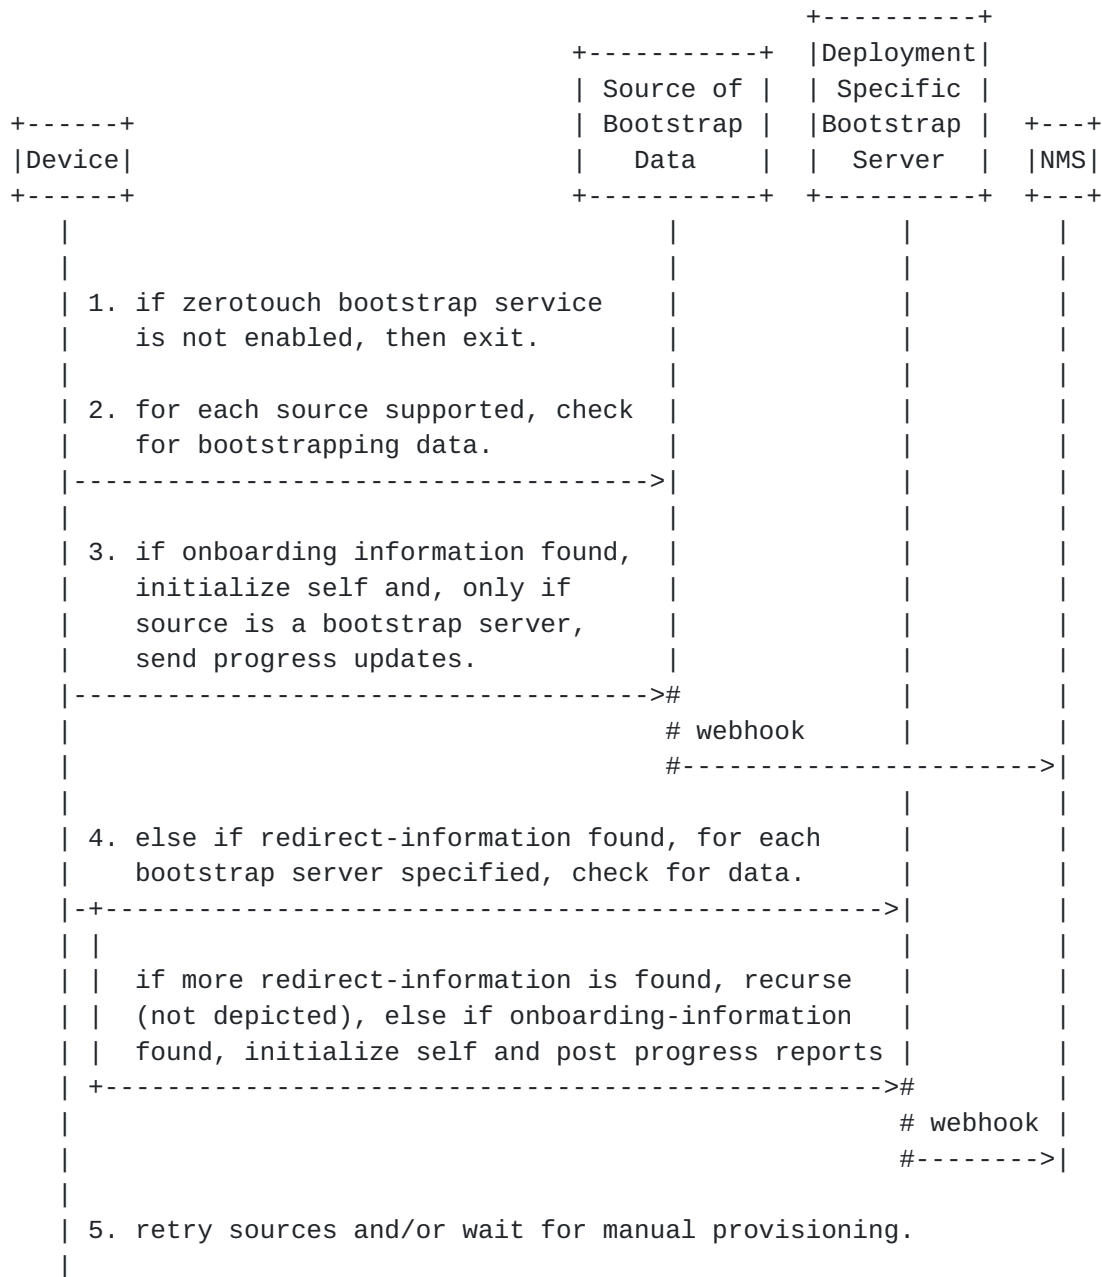 Deployment
Source of Specific
Bootstrap Bootstrap
Device Data Server NMS
1. if zerotouch bootstrap service
is not enabled, then exit.
2. for each source supported, check
for bootstrapping data.
3. if onboarding information found,
initialize self and, only if
source is a bootstrap server,
send progress updates.
webhook
4. else if redirect-information found, for each
bootstrap server specified, check for data.
if more redirect-information is found, recurse
(not depicted), else if onboarding-information
found, initialize self and post progress reports
webhook
5. retry sources and/or wait for manual provisioning.